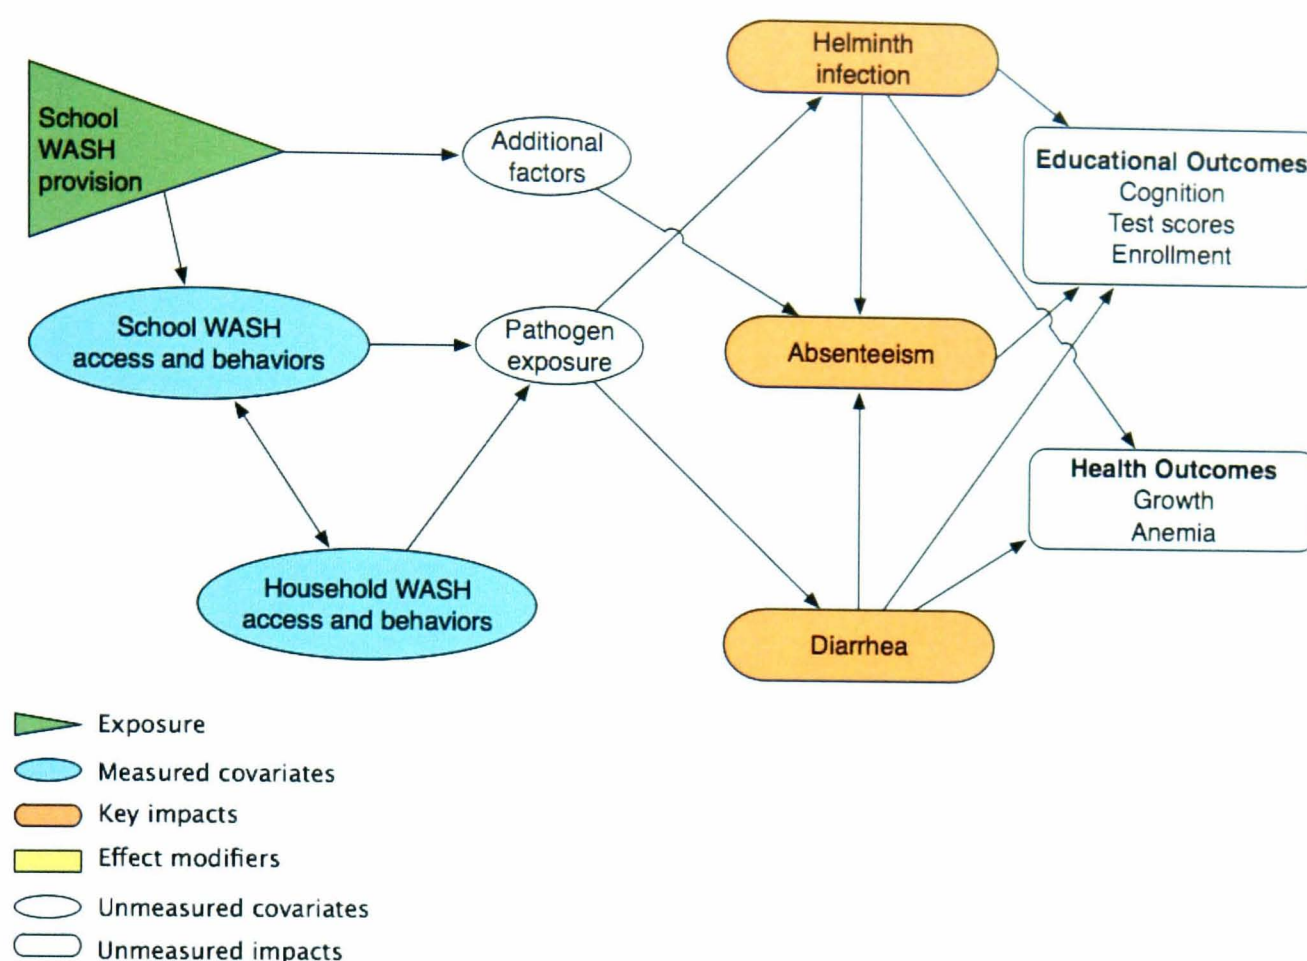 Helminth
infection
School
WASH
provision
Additional
factors
Educational Outcomes
Cognition
Test scores
Enrollment
School WASH
access and behaviors
Pathogen
exposure
Absenteeism
Health Outcomes
Growth
Anemia
Household WASH
access and behaviors
Diarrhea
Exposure
Measured covariates
Key impacts
Effect modifiers
Unmeasured covariates
Unmeasured impacts